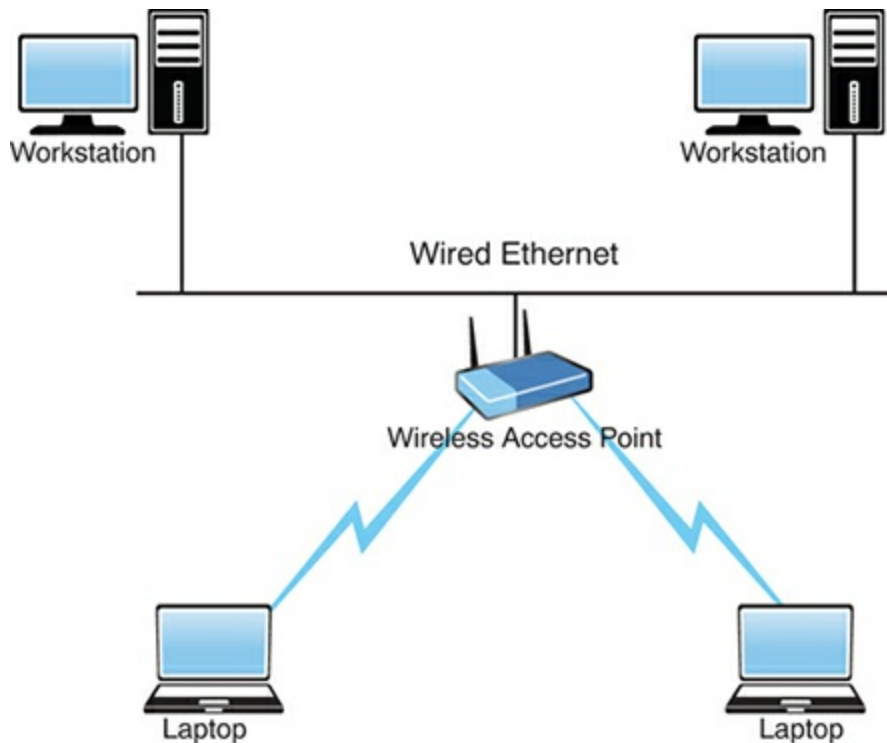 Workstation
Workstation
Wired Ethernet
Wireless Access Point
Laptop
Laptop